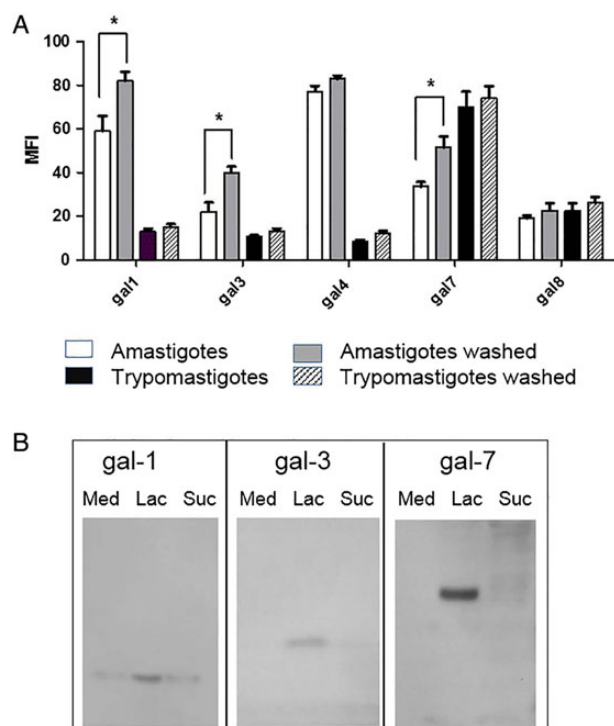 A
*
*
*
MFI
100
80
60
40
20
0
gal1 gal3 gal4 gal7 gal8
Amastigotes Amastigotes washed
Trypomastigotes Trypomastigotes washed
B
gal-1 gal-3 gal-7
Med Lac Suc Med Lac Suc Med Lac Suc